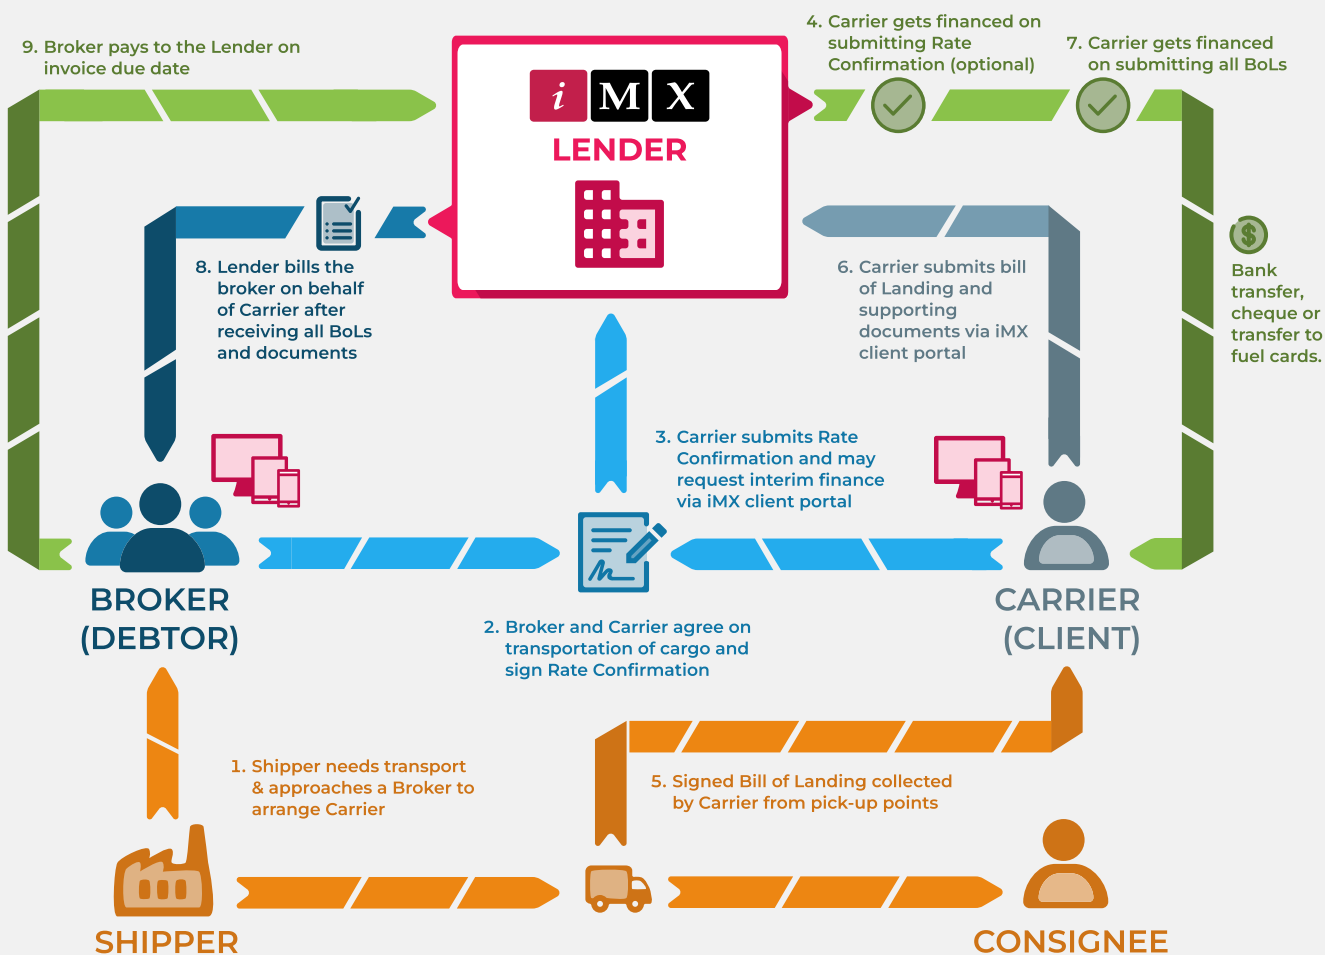 9. Broker pays to the Lender on
invoice due date
4. Carrier gets financed on
submitting Rate
Confirmation (optional)
7. Carrier gets financed
on submitting all BoLs
i M X
LENDER
8. Lender bills the
broker on behalf
of Carrier after
receiving all BoLs
and documents
6. Carrier submits bill
of Landing and
supporting
documents via iMX
client portal
$
Bank
transfer,
cheque or
transfer to
fuel cards.
3. Carrier submits Rate
Confirmation and may
request interim finance
via iMX client portal
BROKER
(DEBTOR)
CARRIER
(CLIENT)
2. Broker and Carrier agree on
transportation of cargo and
sign Rate Confirmation
1. Shipper needs transport
& approaches a Broker to
arrange Carrier
5. Signed Bill of Landing collected
by Carrier from pick-up points
SHIPPER
CONSIGNEE